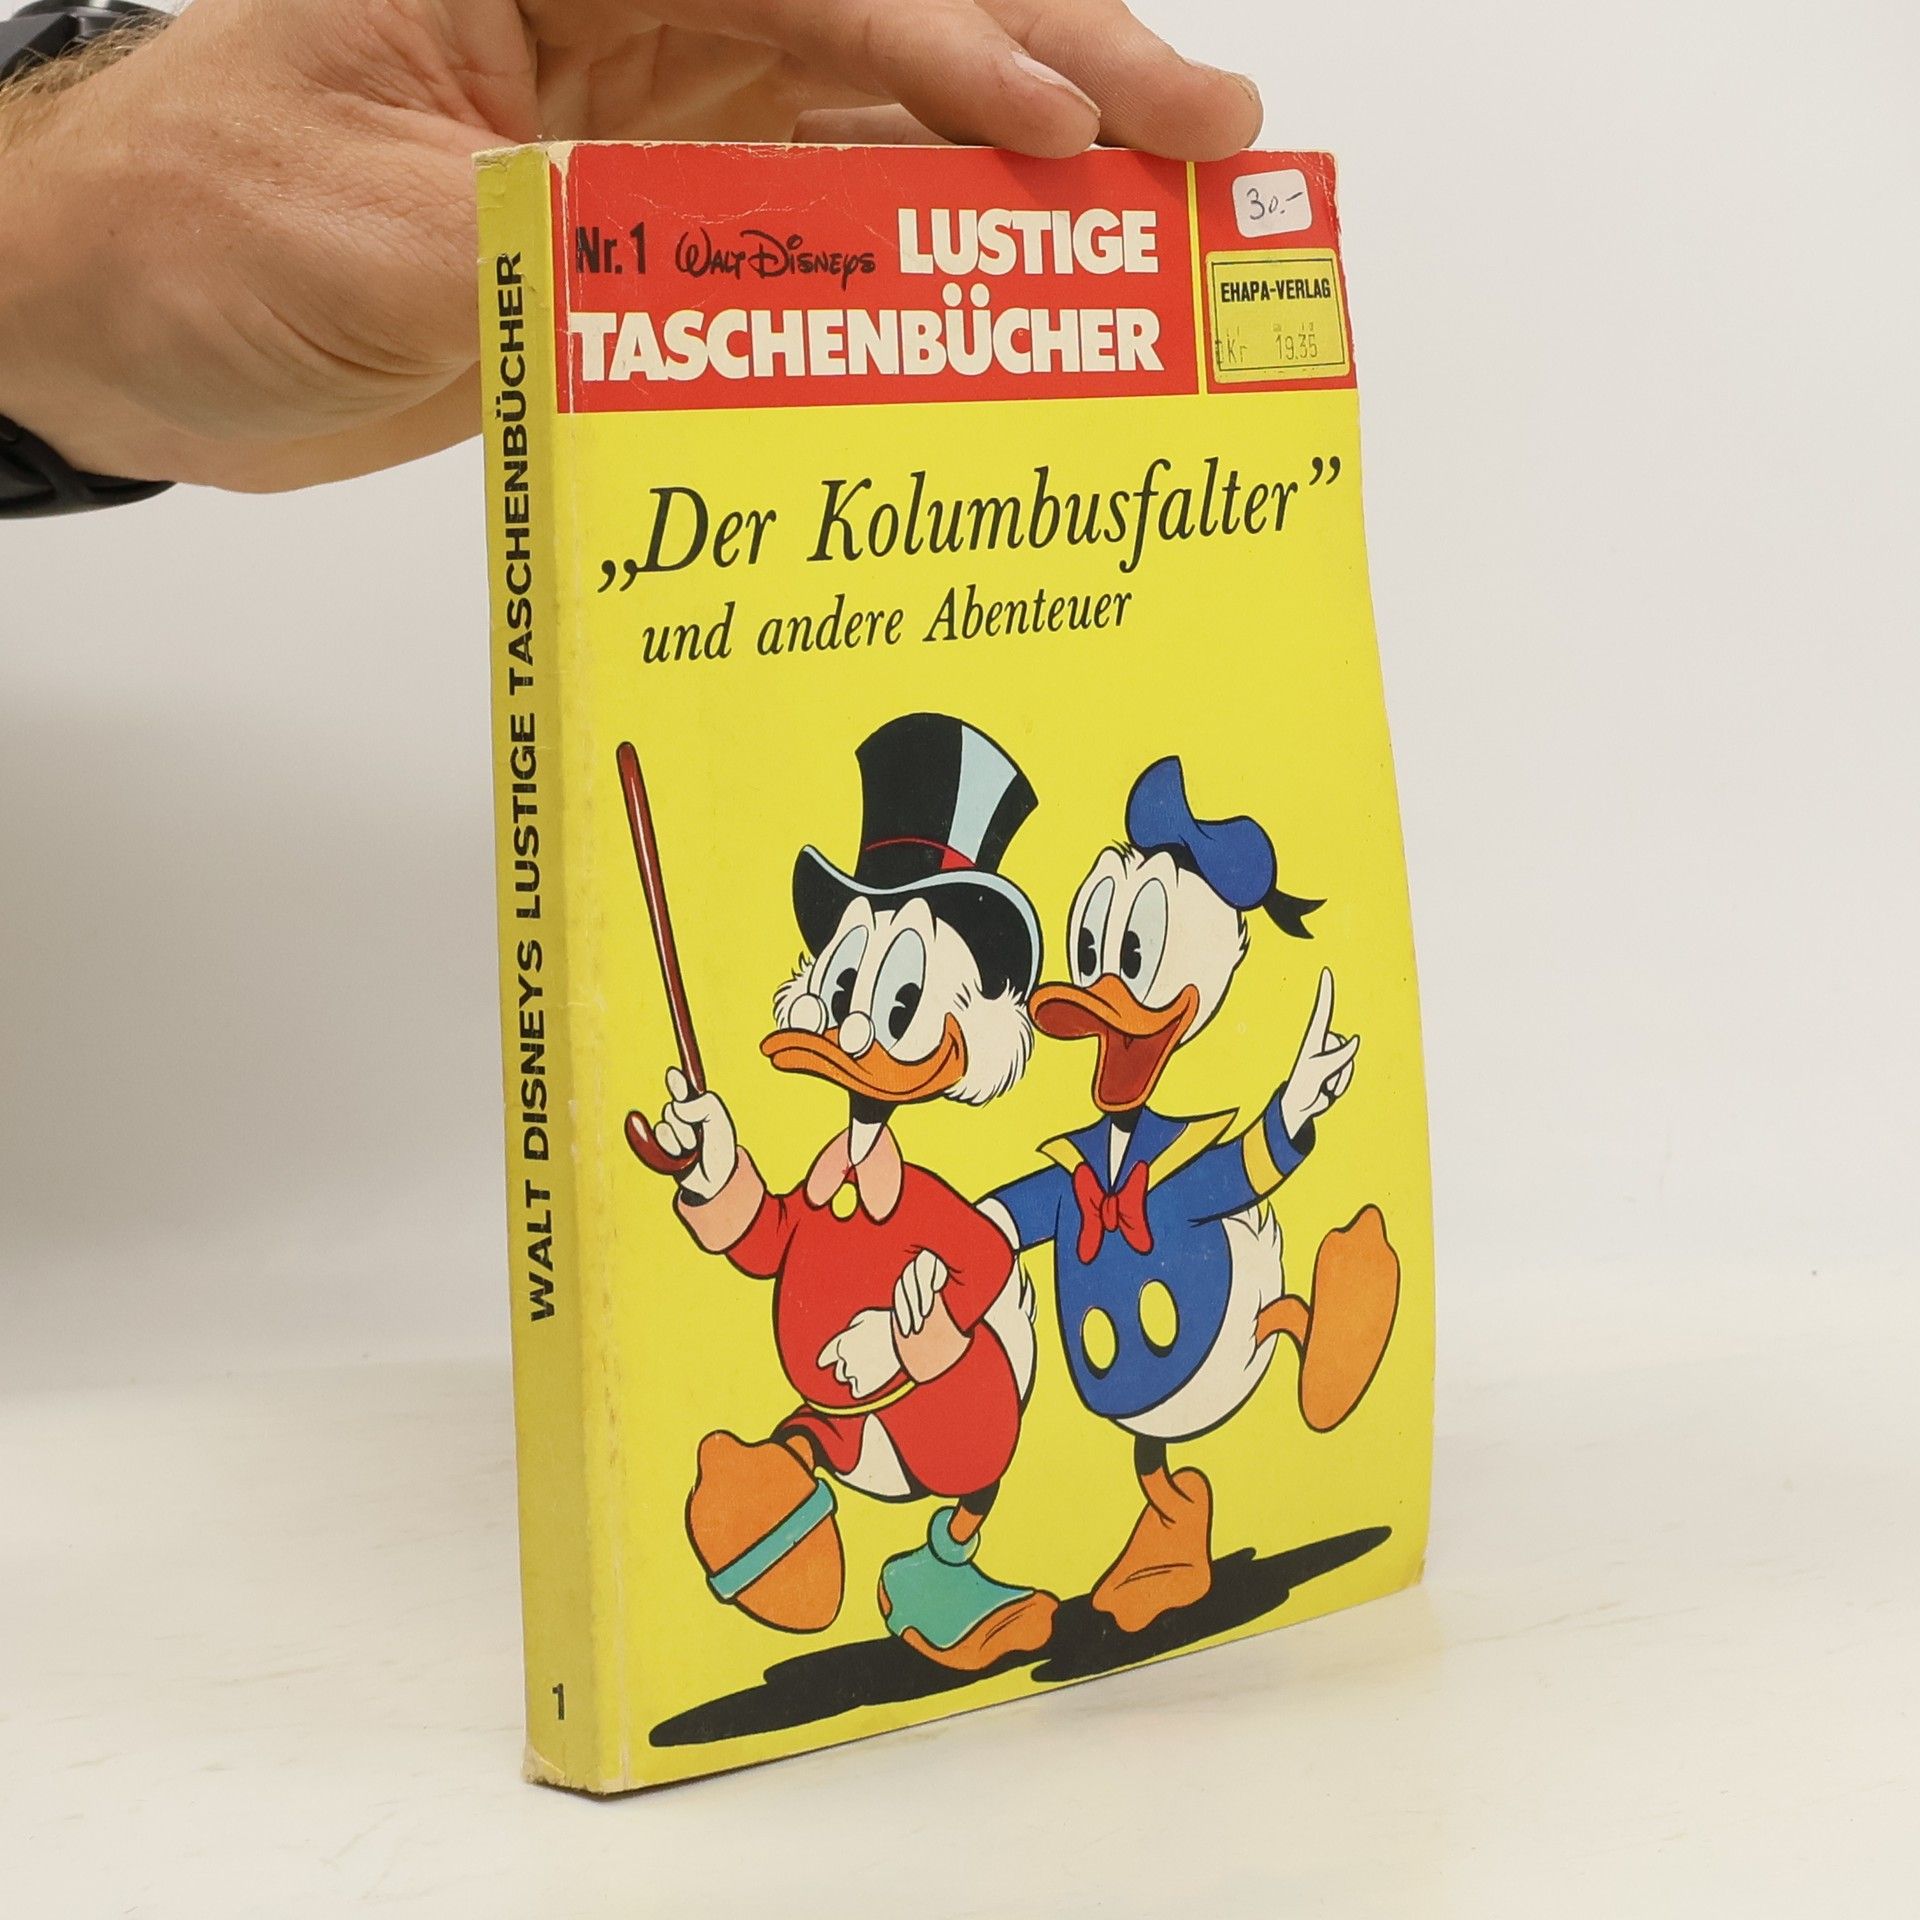 Nr. 1 WALT DISNEYS LUSTIGE
TASCHENBÜCHER
30.-
EHAPA-VERLAG
DKr 19.35
„Der Kolumbusfalter”
und andere Abenteuer
WALT DISNEYS LUSTIGE TASCHENBÜCHER
1